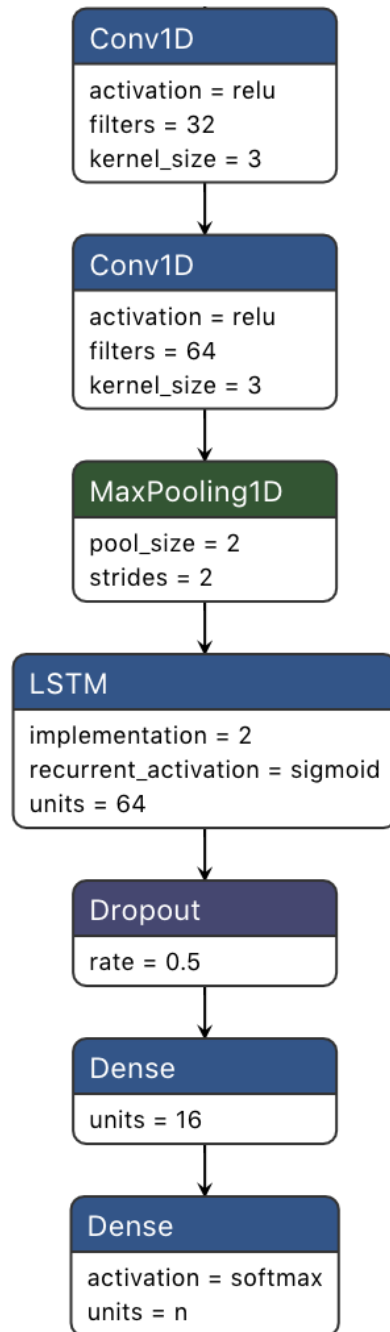 Conv1D
activation = relu
filters = 32
kernel_size = 3
Conv1D
activation = relu
filters = 64
kernel_size = 3
MaxPooling1D
pool_size = 2
strides = 2
LSTM
implementation = 2
recurrent_activation = sigmoid
units = 64
Dropout
rate = 0.5
Dense
units = 16
Dense
activation = softmax
units = n